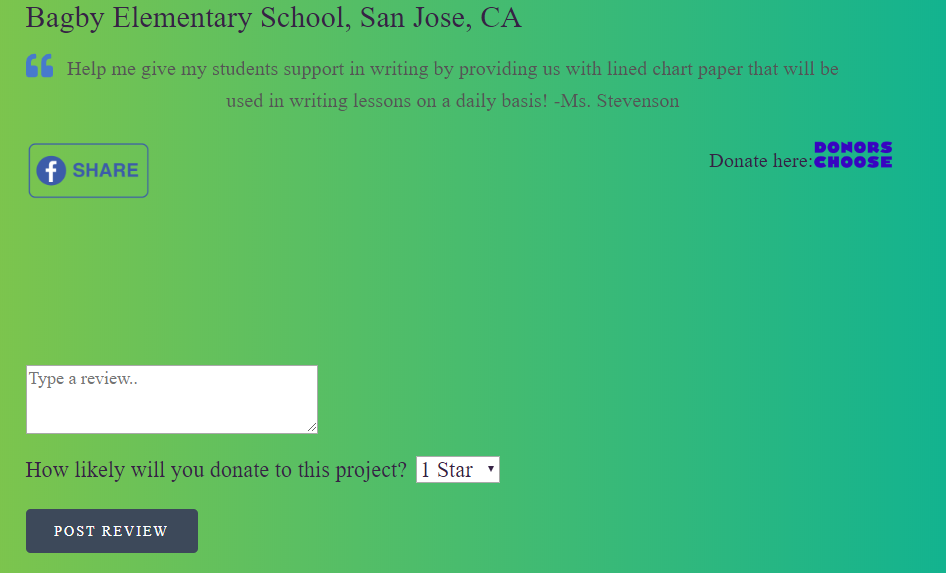 Bagby Elementary School, San Jose, CA
Help me give my students support in writing by providing us with lined chart paper that will be
used in writing lessons on a daily basis! -Ms. Stevenson
SHARE
Donate here: DONORS
CHOOSE
Type a review..
How likely will you donate to this project? 1 Star
POST REVIEW